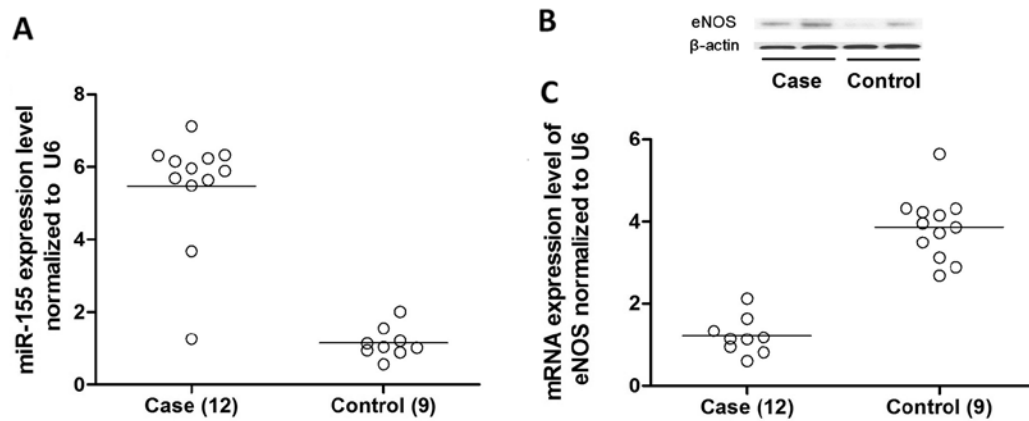 A
miR-155 expression level
normalized to U6
8
6
4
2
0
Case (12)
Control (9)
B
eNOS
β-actin
Case
Control
C
mRNA expression level of
eNOS normalized to U6
6
4
2
0
Case (12)
Control (9)